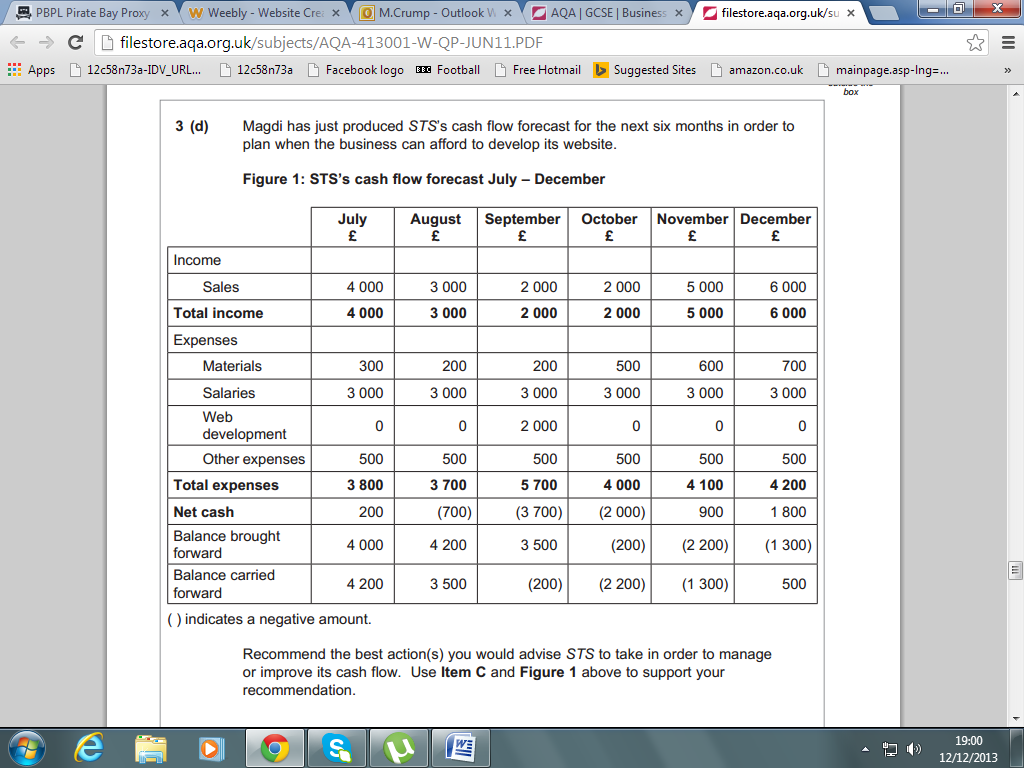 PBPL Pirate Bay Proxy
Weebly - Website Cre
M.Crump - Outlook W
AQA | GCSE | Business
filestore.aqa.org.uk/su
filestore.aqa.org.uk/subjects/AQA-413001-W-QP-JUN11.PDF
Apps 12c58n73a-IDV_URL... 12c58n73a Facebook logo BBC Football Free Hotmail Suggested Sites amazon.co.uk mainpage.asp-lng=... »
box
3 (d) Magdi has just produced STS's cash flow forecast for the next six months in order to
plan when the business can afford to develop its website.
Figure 1: STS's cash flow forecast July – December
July August September October November December
£ £ £ £ £ £
Income
Sales 4 000 3 000 2 000 2 000 5 000 6 000
Total income 4 000 3 000 2 000 2 000 5 000 6 000
Expenses
Materials 300 200 200 500 600 700
Salaries 3 000 3 000 3 000 3 000 3 000 3 000
Web
development 0 0 2 000 0 0 0
Other expenses 500 500 500 500 500 500
Total expenses 3 800 3 700 5 700 4 000 4 100 4 200
Net cash 200 (700) (3 700) (2 000) 900 1 800
Balance brought
forward 4 000 4 200 3 500 (200) (2 200) (1 300)
Balance carried
forward 4 200 3 500 (200) (2 200) (1 300) 500
( ) indicates a negative amount.
Recommend the best action(s) you would advise STS to take in order to manage
or improve its cash flow. Use Item C and Figure 1 above to support your
recommendation.
19:00
12/12/2013